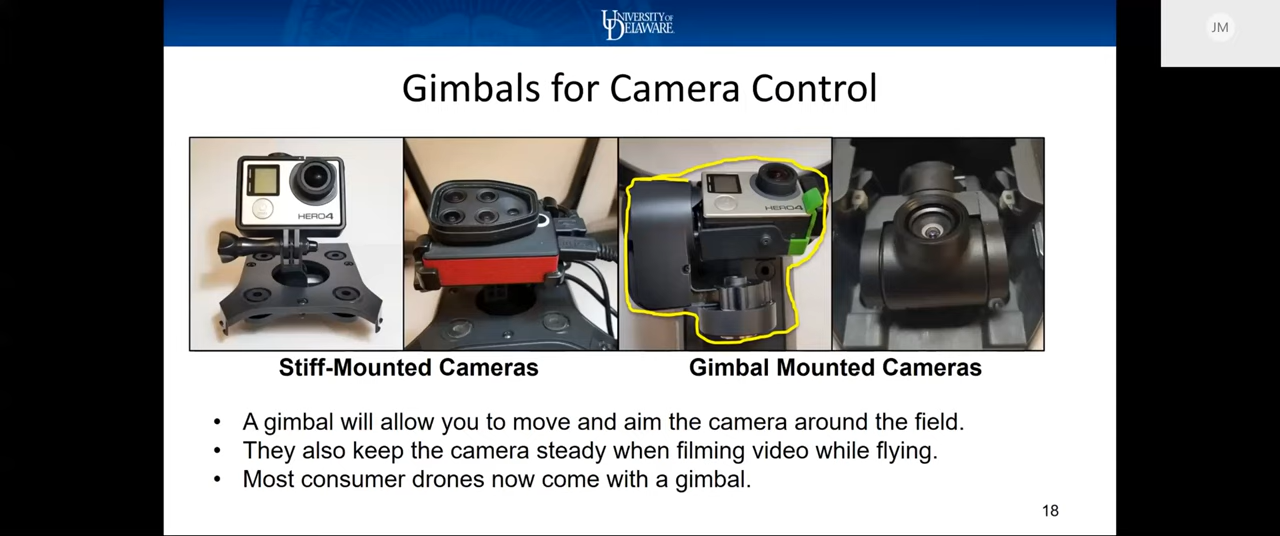 UNIVERSITY OF
DELAWARE
JM
Gimbals for Camera Control
HERO4
HERO4
Stiff-Mounted Cameras
Gimbal Mounted Cameras
• A gimbal will allow you to move and aim the camera around the field.
• They also keep the camera steady when filming video while flying.
• Most consumer drones now come with a gimbal.
18